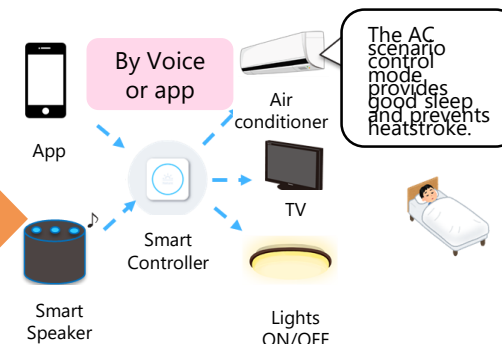 By Voice
or app
The AC
scenario
control
mode
provides
good sleep
and prevents
heatstroke.
Air
conditioner
App
TV
Smart
Controller
Smart
Speaker
Lights
ON/OFF